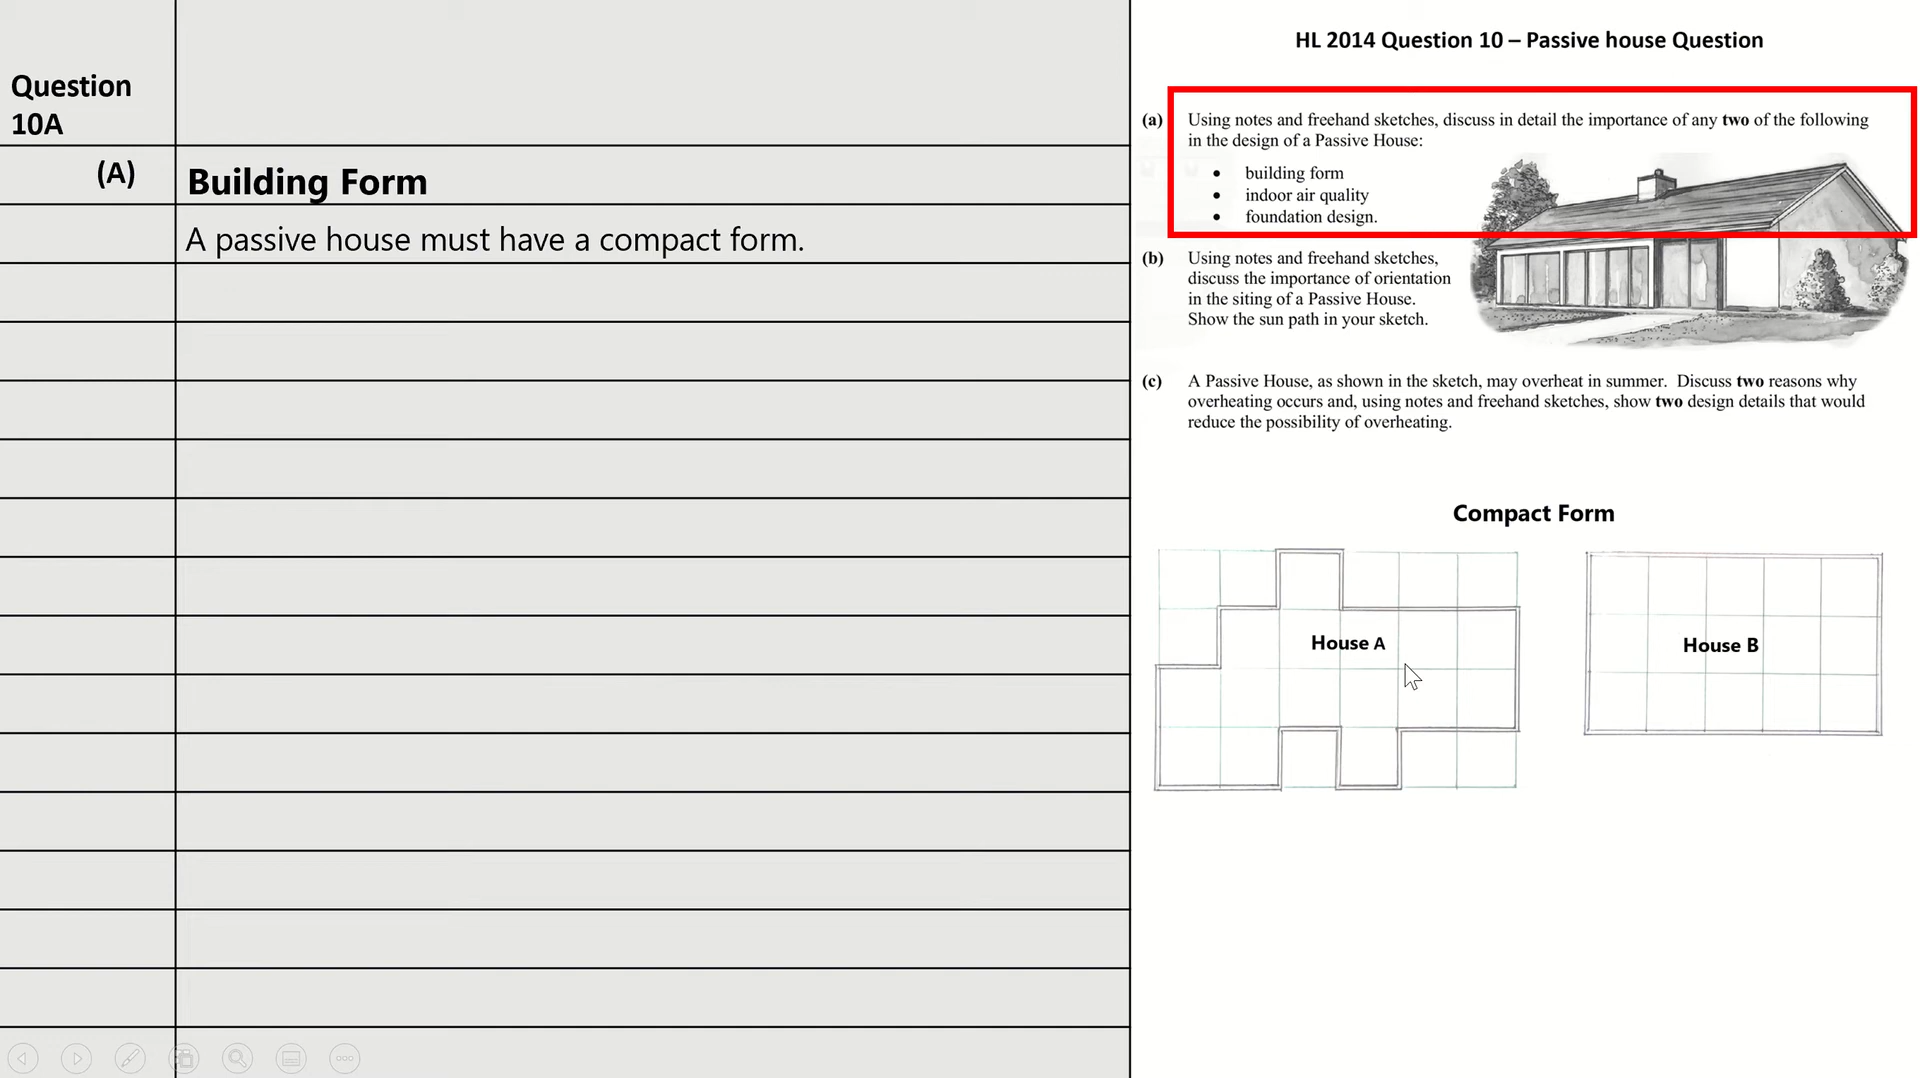 Question
10A
(A)
Building Form
A passive house must have a compact form.
HL 2014 Question 10 – Passive house Question
(a) Using notes and freehand sketches, discuss in detail the importance of any two of the following
in the design of a Passive House:
• building form
• indoor air quality
• foundation design.
(b) Using notes and freehand sketches,
discuss the importance of orientation
in the siting of a Passive House.
Show the sun path in your sketch.
(c) A Passive House, as shown in the sketch, may overheat in summer. Discuss two reasons why
overheating occurs and, using notes and freehand sketches, show two design details that would
reduce the possibility of overheating.
Compact Form
House A
House B